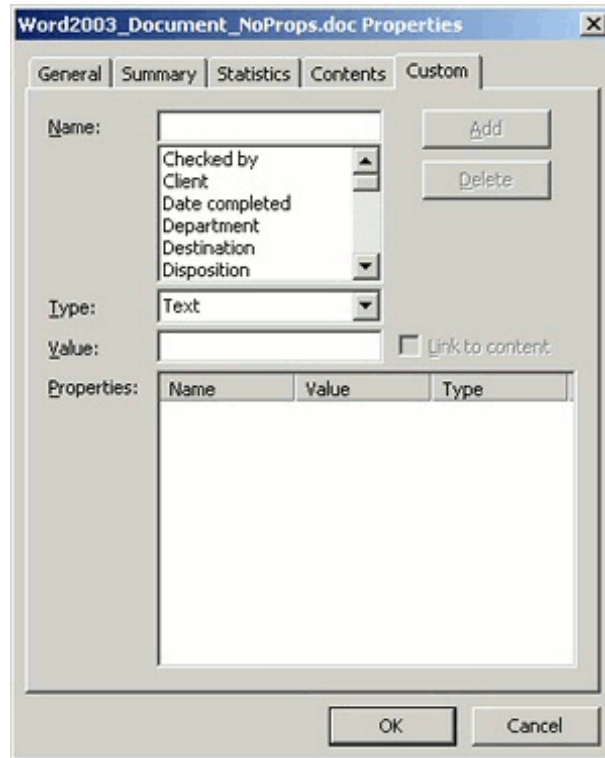 Word2003_Document_NoProps.doc Properties
General Summary Statistics Contents Custom
Name:
Add
Checked by
Client
Date completed
Department
Destination
Disposition
Delete
Type: Text
Value:
Link to content
Properties: Name Value Type
OK Cancel